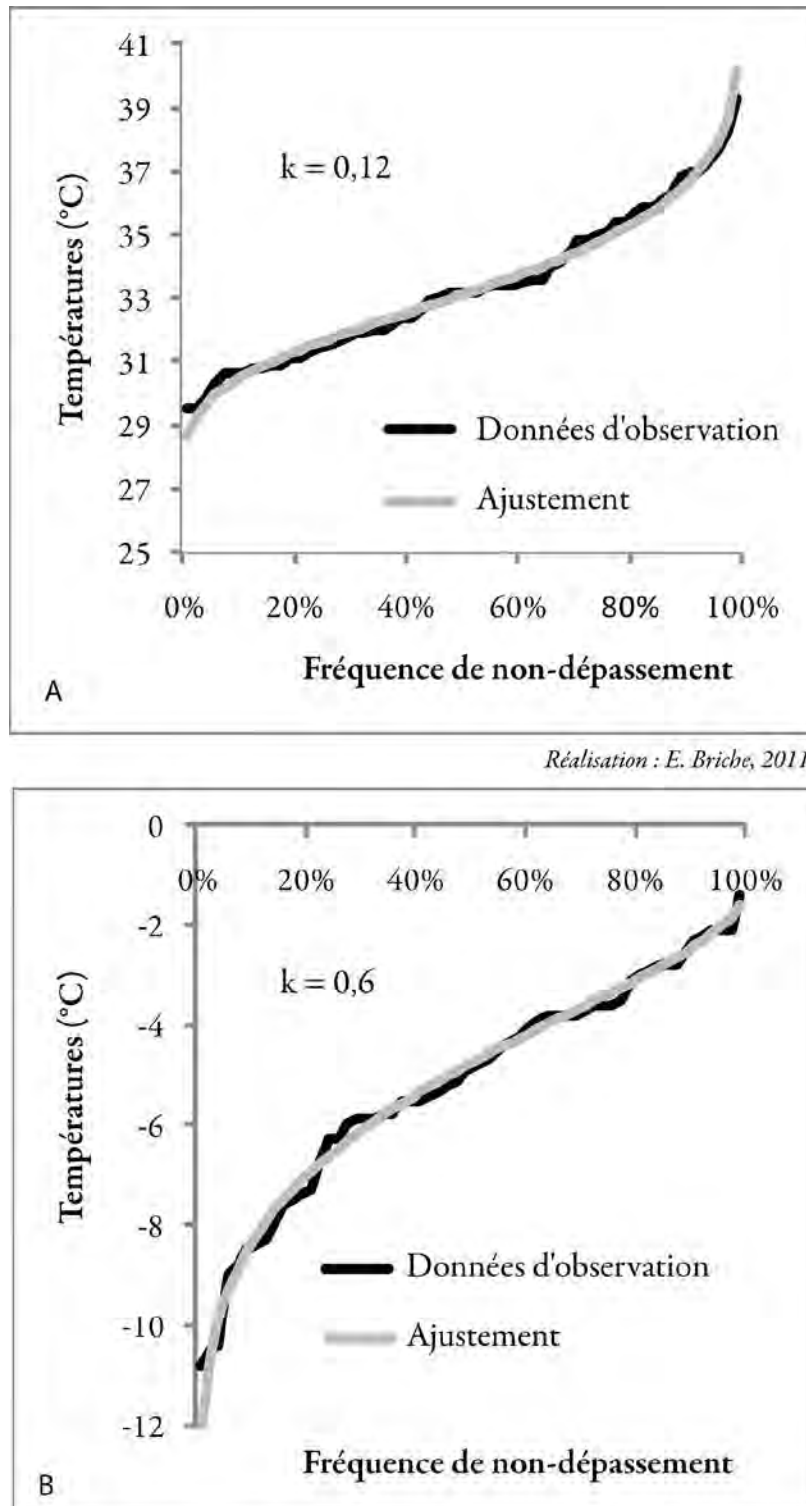 41
39
37
35
33
31
29
27
25
Températures (°C)
k = 0,12
Données d'observation
Ajustement
0% 20% 40% 60% 80% 100%
Fréquence de non-dépassement
A
Réalisation : E. Briche, 2011
0
-2
-4
-6
-8
-10
-12
0% 20% 40% 60% 80% 100%
Températures (°C)
k = 0,6
Données d'observation
Ajustement
Fréquence de non-dépassement
B